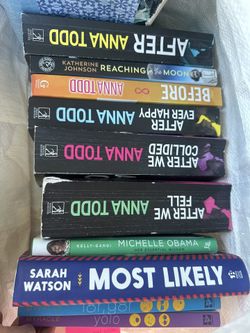 AFTER ANNA TODD
KATHERINE JOHNSON REACHING FOR THE MOON
BEFORE ANNA TODD
AFTER EVER HAPPY ANNA TODD
AFTER WE COLLIDED ANNA TODD
AFTER WE FELL ANNA TODD
MICHELLE OBAMA
SARAH WATSON MOST LIKELY
yolo